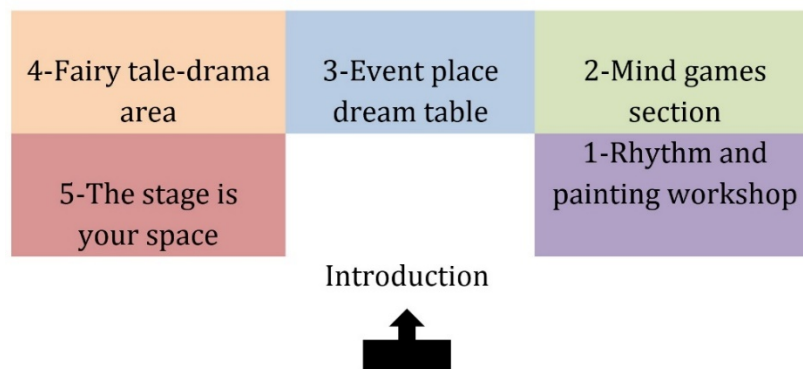 4-Fairy tale-drama
area
3-Event place
dream table
2-Mind games
section
5-The stage is
your space
1-Rhythm and
painting workshop
Introduction